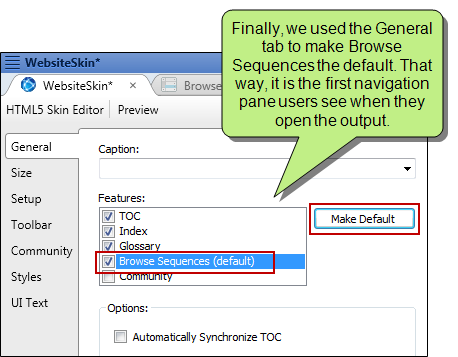 Finally, we used the General
tab to make Browse
Sequences the default. That
way, it is the first navigation
pane users see when they
open the output.
WebsiteSkin*
WebsiteSkin*
Browse
HTML5 Skin Editor
Preview
General
Size
Setup
Toolbar
Community
Styles
UI Text
Caption:
Features:
TOC
Index
Glossary
Browse Sequences (default)
Community
Make Default
Options:
Automatically Synchronize TOC